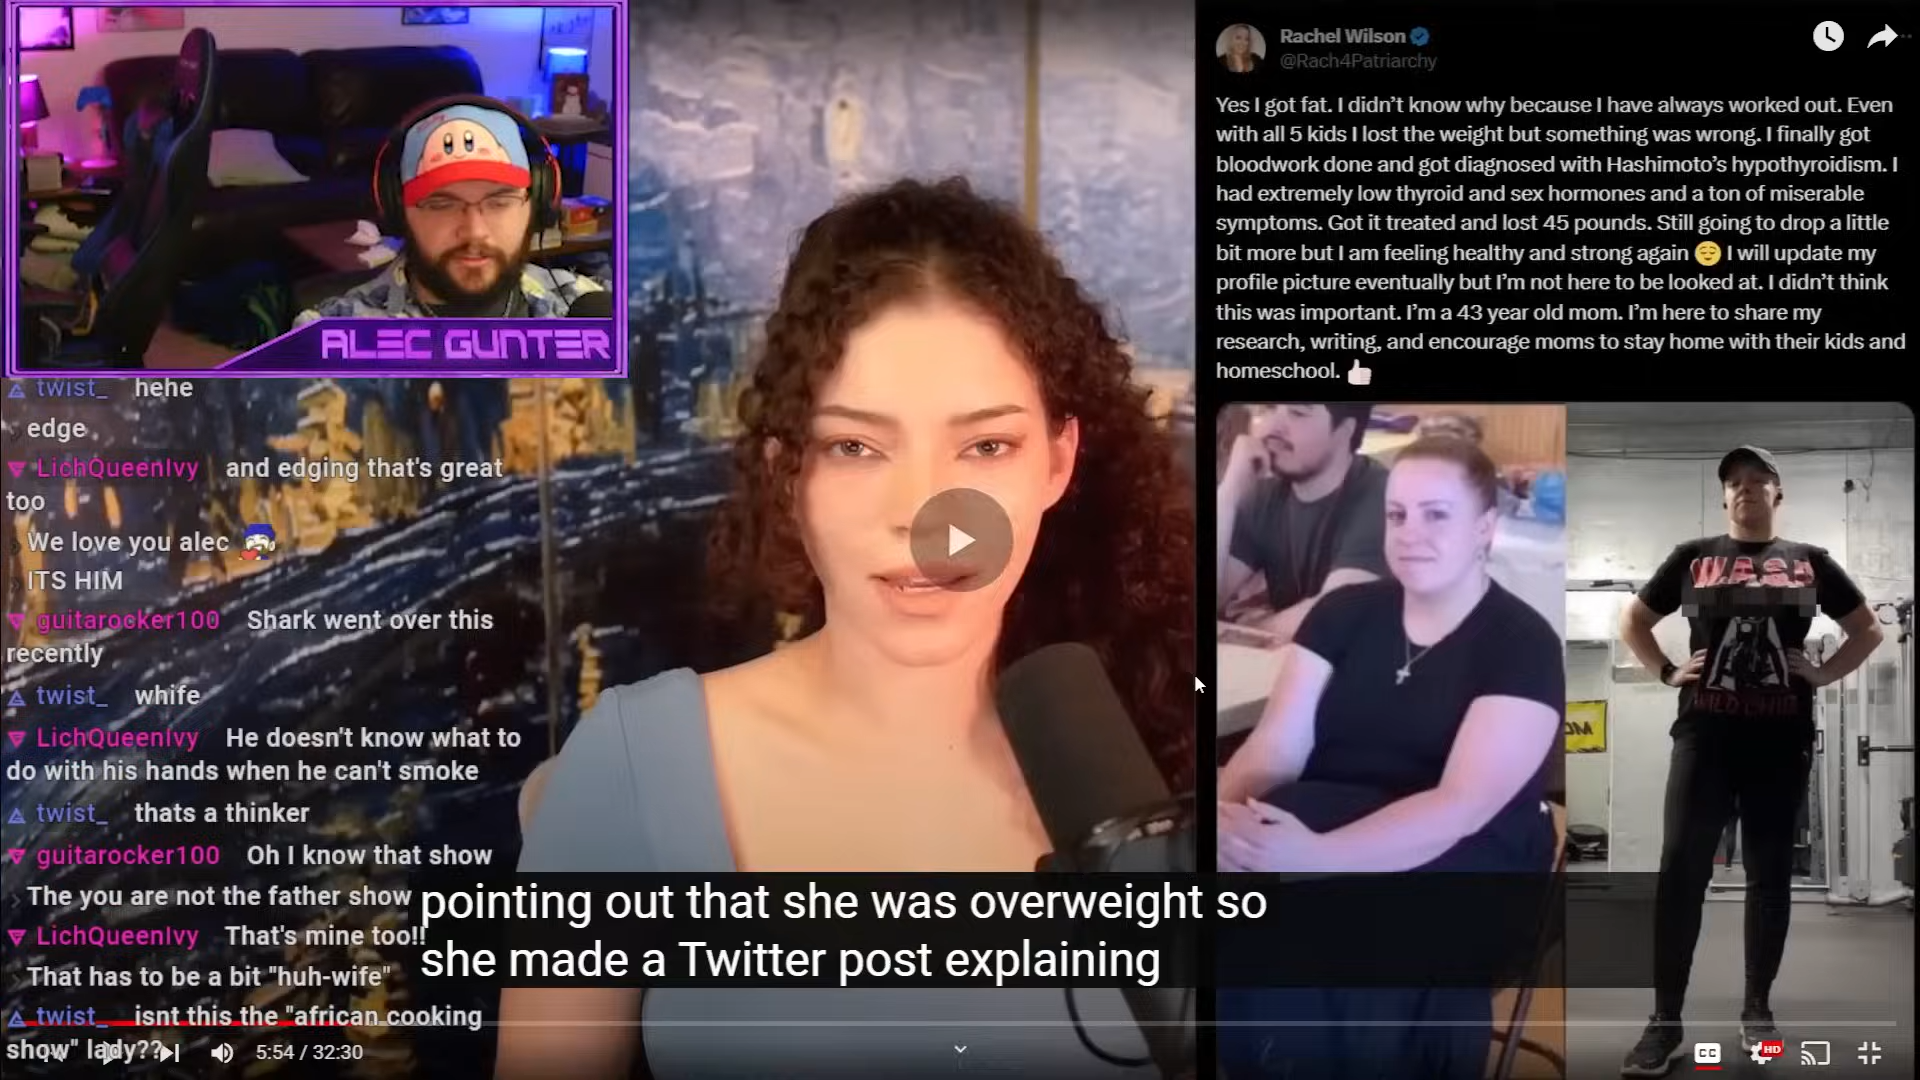 ALEC GUNTER
twist_ hehe
edge
LichQueenIvy and edging that's great
too
We love you alec
ITS HIM
guitarocker100 Shark went over this
recently
twist_ whife
LichQueenIvy He doesn't know what to
do with his hands when he can't smoke
twist_ thats a thinker
guitarocker100 Oh I know that show
The you are not the father show
LichQueenIvy That's mine too!!
That has to be a bit "huh-wife"
twist_ isnt this the "african cooking
show" lady??
pointing out that she was overweight so
she made a Twitter post explaining
5:54 / 32:30
Rachel Wilson
@Rach4Patriarchy
Yes I got fat. I didn't know why because I have always worked out. Even
with all 5 kids I lost the weight but something was wrong. I finally got
bloodwork done and got diagnosed with Hashimoto's hypothyroidism. I
had extremely low thyroid and sex hormones and a ton of miserable
symptoms. Got it treated and lost 45 pounds. Still going to drop a little
bit more but I am feeling healthy and strong again 😌 I will update my
profile picture eventually but I'm not here to be looked at. I didn't think
this was important. I'm a 43 year old mom. I'm here to share my
research, writing, and encourage moms to stay home with their kids and
homeschool. 👍🏻
W.A.S.P
WILD CHILD
CC
HD